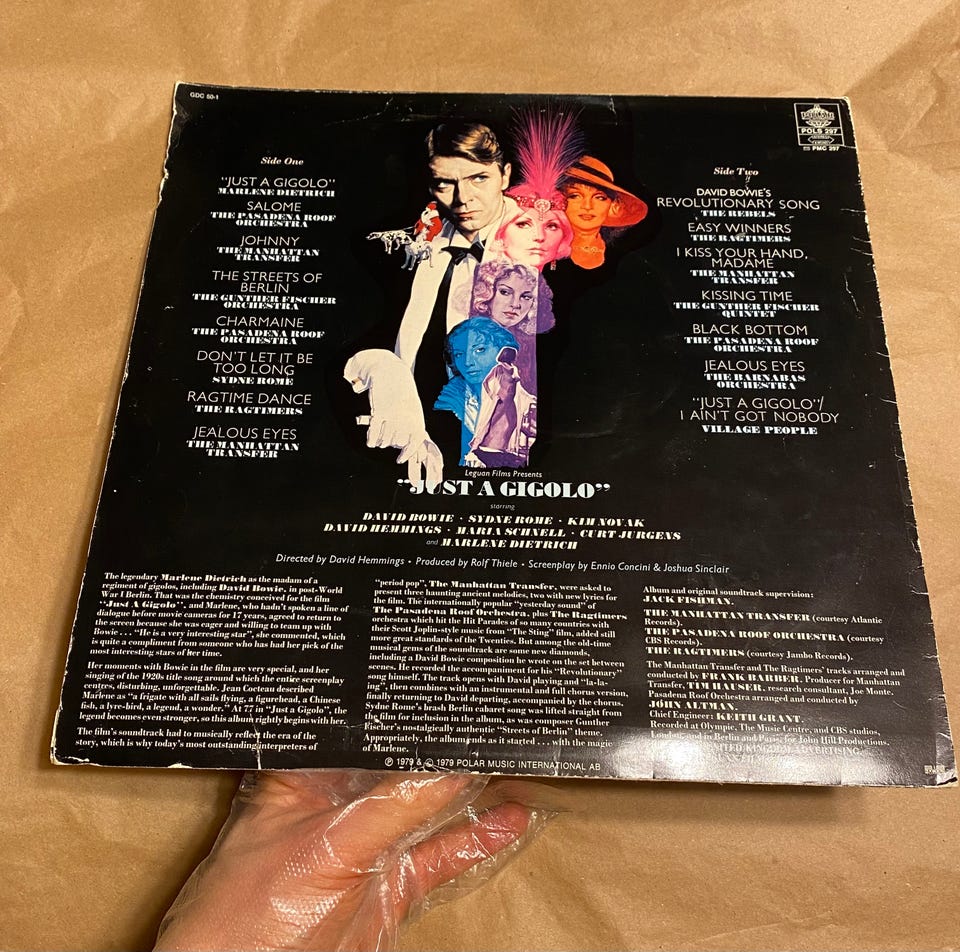 GDC 50-1
POLS 297
PMC 297
Side One
"JUST A GIGOLO"
MARLENE DIETRICH
SALOME
THE PASADENA ROOF
ORCHESTRA
JOHNNY
THE MANHATTAN
TRANSFER
THE STREETS OF
BERLIN
THE GUNTHER FISCHER
ORCHESTRA
CHARMAINE
THE PASADENA ROOF
ORCHESTRA
DON'T LET IT BE
TOO LONG
SYDNE ROME
RAGTIME DANCE
THE RAGTIMERS
JEALOUS EYES
THE MANHATTAN
TRANSFER
Side Two
DAVID BOWIE'S
REVOLUTIONARY SONG
THE REBELS
EASY WINNERS
THE RAGTIMERS
I KISS YOUR HAND,
MADAME
THE MANHATTAN
TRANSFER
KISSING TIME
THE GUNTHER FISCHER
QUINTET
BLACK BOTTOM
THE PASADENA ROOF
ORCHESTRA
JEALOUS EYES
THE BARNABAS
ORCHESTRA
"JUST A GIGOLO"/
I AIN'T GOT NOBODY
VILLAGE PEOPLE
Leguan Films Presents
"JUST A GIGOLO"
starring
DAVID BOWIE · SYDNE ROME · KIM NOVAK
DAVID HEMMINGS · MARIA SCHNELL · CURT JURGENS
and MARLENE DIETRICH
Directed by David Hemmings · Produced by Rolf Thiele · Screenplay by Ennio Concini & Joshua Sinclair
The legendary Marlene Dietrich as the madam of a
regiment of gigolos, including David Bowie, in post-World
War I Berlin. That was the chemistry conceived for the film
"Just A Gigolo", and Marlene, who hadn't spoken a line of
dialogue before movie cameras for 17 years, agreed to return to
the screen because she was eager and willing to team up with
Bowie . . . "He is a very interesting star", she commented, which
is quite a compliment from someone who has had her pick of the
most interesting stars of her time.
Her moments with Bowie in the film are very special, and her
singing of the 1920s title song around which the entire screenplay
centres, disturbing, unforgettable. Jean Cocteau described
Marlene as "a frigate with all sails flying, a figurehead, a Chinese
fish, a lyre-bird, a legend, a wonder." At 77 in "Just a Gigolo", the
legend becomes even stronger, so this album rightly begins with her.
The film's soundtrack had to musically reflect the era of the
story, which is why today's most outstanding interpreters of
"period pop", The Manhattan Transfer, were asked to
present three haunting ancient melodies, two with new lyrics for
the film. The internationally popular "yesterday sound" of
The Pasadena Roof Orchestra, plus The Ragtimers
orchestra which hit the Hit Parades of so many countries with
their Scott Joplin-style music from "The Sting" film, added still
more great standards of the Twenties. But among the old-time
musical gems of the soundtrack are some new diamonds,
including a David Bowie composition he wrote on the set between
scenes. He recorded the accompaniment for his "Revolutionary"
song himself. The track opens with David playing and "la-la-
ing", then combines with an instrumental and full chorus version,
finally returning to David departing, accompanied by the chorus.
Sydne Rome's brash Berlin cabaret song was lifted straight from
the film for inclusion in the album, as was composer Gunther
Fischer's nostalgically authentic "Streets of Berlin" theme.
Appropriately, the album ends as it started . . . with the magic
of Marlene.
Album and original soundtrack supervision:
JACK FISHMAN.
THE MANHATTAN TRANSFER (courtesy Atlantic
Records).
THE PASADENA ROOF ORCHESTRA (courtesy
CBS Records).
THE RAGTIMERS (courtesy Jambo Records).
The Manhattan Transfer and The Ragtimers' tracks arranged and
conducted by FRANK BARBER, Producer for Manhattan
Transfer, TIM HAUSER, research consultant, Joe Monte.
Pasadena Roof Orchestra arranged and conducted by
JOHN ALTMAN.
Chief Engineer: KEITH GRANT
Recorded at Olympic, The Music Centre, and CBS studios,
London, and in Berlin and Paris, for John Hill Productions.
UNITED KINGDOM ADVERTISING
℗ 1979 & © 1979 POLAR MUSIC INTERNATIONAL AB